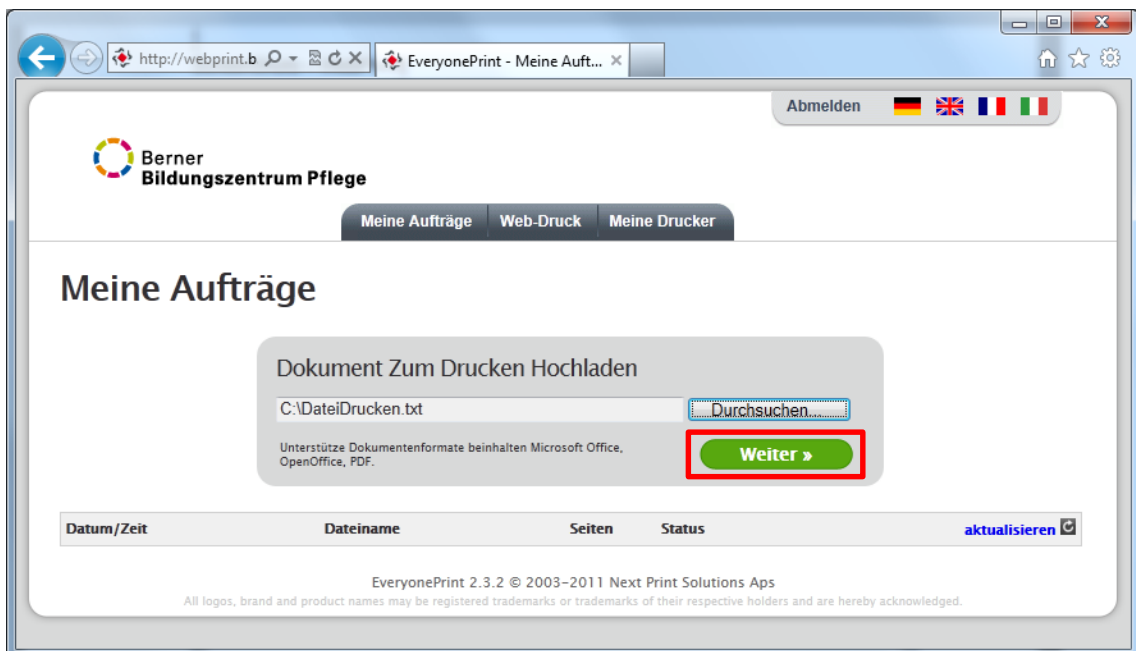 http://webprint.b
EveryonePrint - Meine Auft...
Abmelden
Berner
Bildungszentrum Pflege
Meine Aufträge Web-Druck Meine Drucker
Meine Aufträge
Dokument Zum Drucken Hochladen
C:\DateiDrucken.txt Durchsuchen...
Unterstütze Dokumentenformate beinhalten Microsoft Office,
OpenOffice, PDF.
Weiter »
Datum/Zeit Dateiname Seiten Status aktualisieren
EveryonePrint 2.3.2 © 2003-2011 Next Print Solutions Aps
All logos, brand and product names may be registered trademarks or trademarks of their respective holders and are hereby acknowledged.